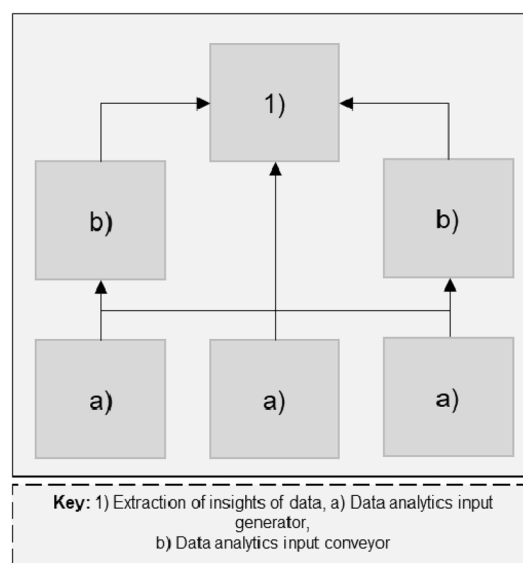 1)
b)
b)
a)
a)
a)
Key: 1) Extraction of insights of data, a) Data analytics input
generator,
b) Data analytics input conveyor